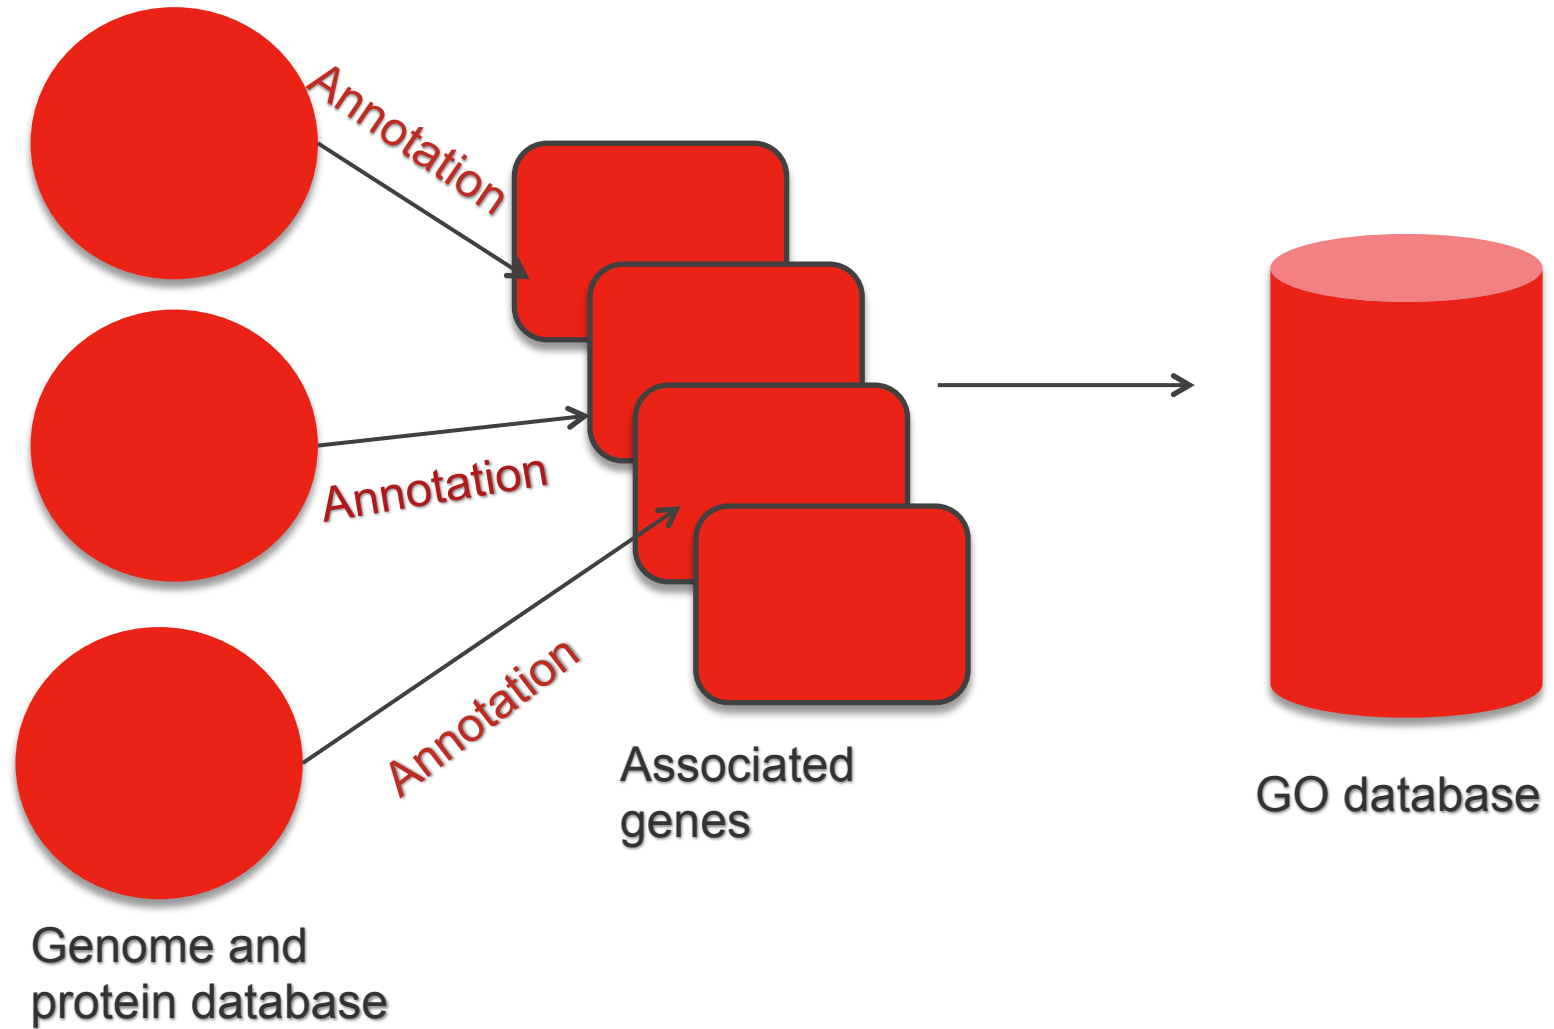 Annotation
Annotation
Annotation
Associated
genes
GO database
Genome and
protein database